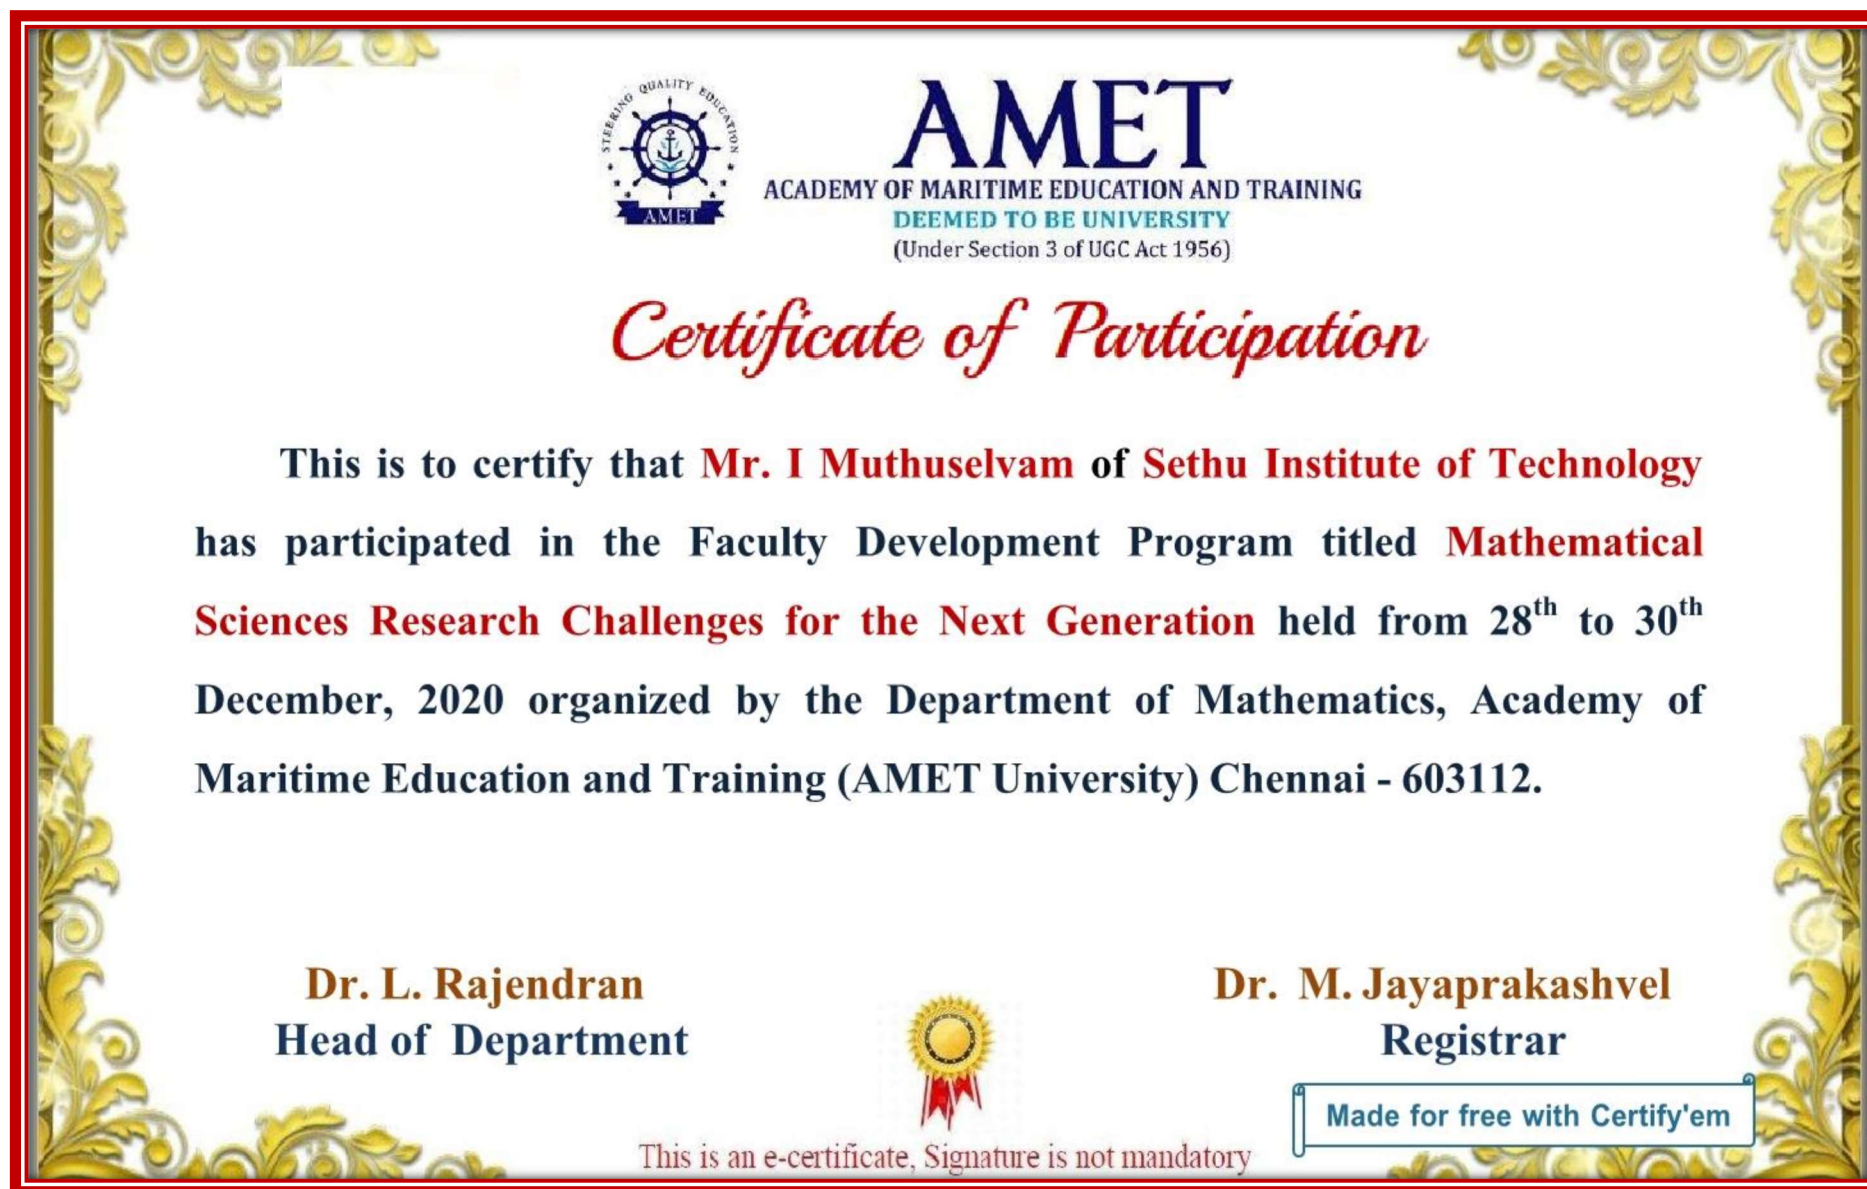 STEERING QUALITY EDUCATION
AMET
AMET
ACADEMY OF MARITIME EDUCATION AND TRAINING
DEEMED TO BE UNIVERSITY
(Under Section 3 of UGC Act 1956)
Certificate of Participation
This is to certify that Mr. I Muthuselvam of Sethu Institute of Technology
has participated in the Faculty Development Program titled Mathematical
Sciences Research Challenges for the Next Generation held from 28th to 30th
December, 2020 organized by the Department of Mathematics, Academy of
Maritime Education and Training (AMET University) Chennai - 603112.
Dr. L. Rajendran
Head of Department
Dr. M. Jayaprakashvel
Registrar
Made for free with Certify'em
This is an e-certificate, Signature is not mandatory